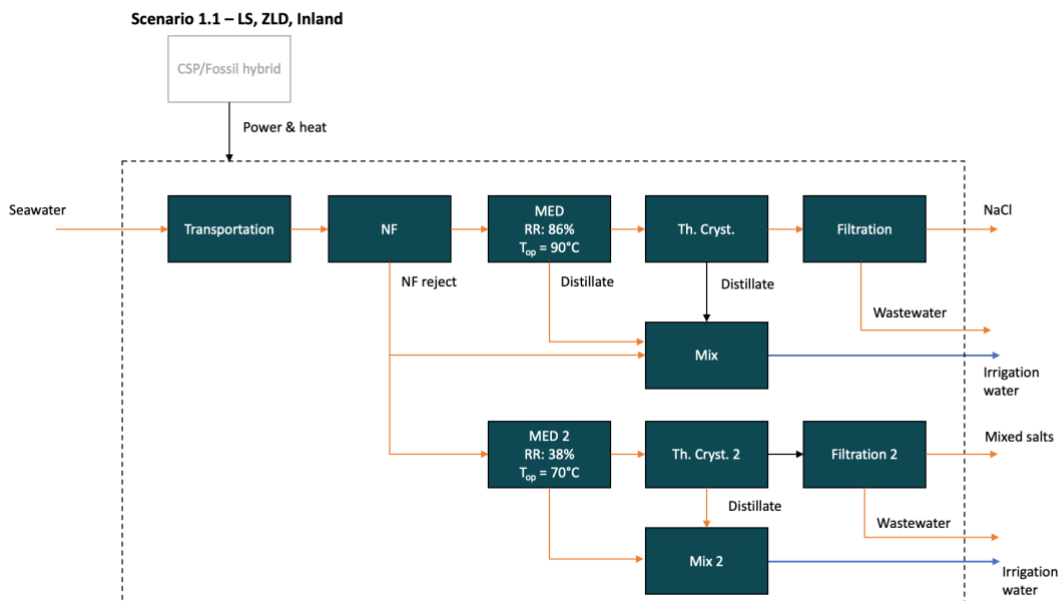 Scenario 1.1 – LS, ZLD, Inland
CSP/Fossil hybrid
Power & heat
Seawater
Transportation
NF
MED
RR: 86%
Top = 90°C
Th. Cryst.
Filtration
NaCl
NF reject
Distillate
Distillate
Wastewater
Mix
Irrigation
water
MED 2
RR: 38%
Top = 70°C
Th. Cryst. 2
Filtration 2
Mixed salts
Distillate
Wastewater
Mix 2
Irrigation
water